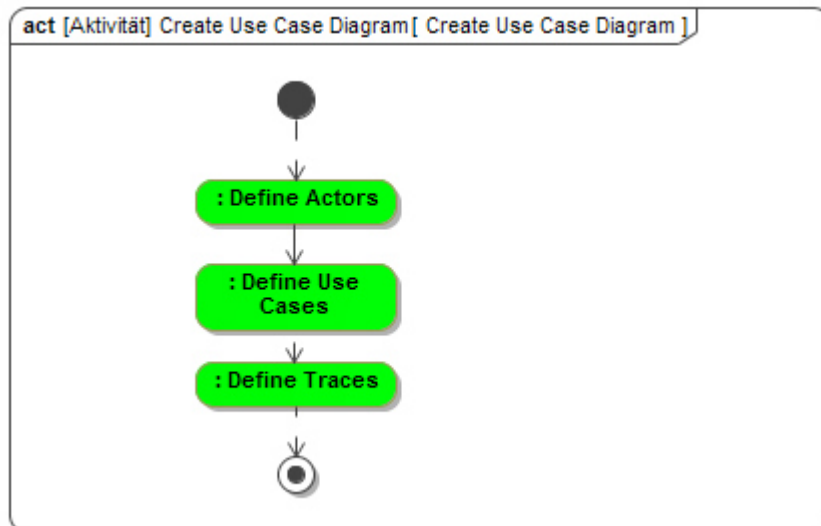 act [Aktivität] Create Use Case Diagram[ Create Use Case Diagram ]
: Define Actors
: Define Use
Cases
: Define Traces